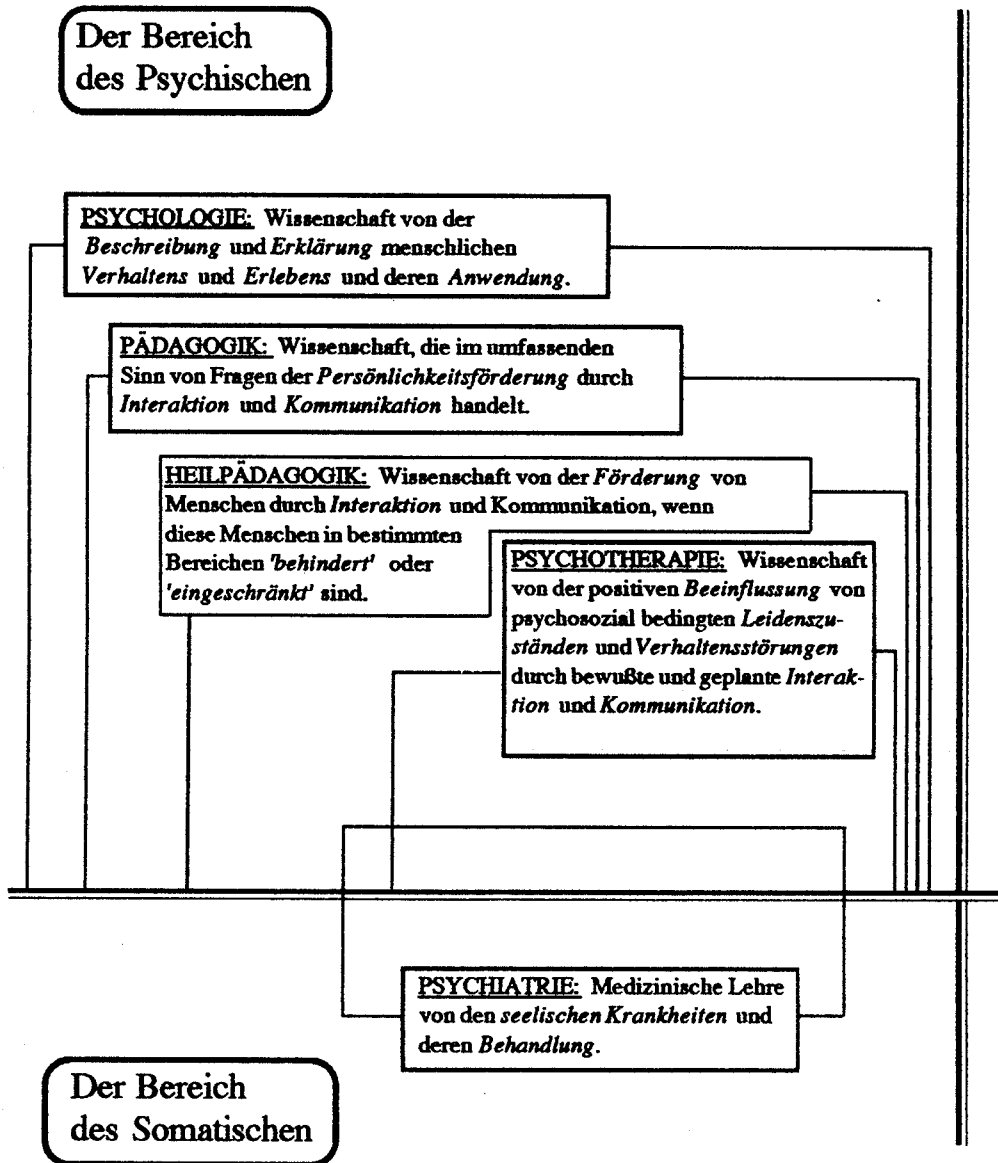 Der Bereich
des Psychischen
PSYCHOLOGIE: Wissenschaft von der
Beschreibung und Erklärung menschlichen
Verhaltens und Erlebens und deren Anwendung.
PÄDAGOGIK: Wissenschaft, die im umfassenden
Sinn von Fragen der Persönlichkeitsförderung durch
Interaktion und Kommunikation handelt.
HEILPÄDAGOGIK: Wissenschaft von der Förderung von
Menschen durch Interaktion und Kommunikation, wenn
diese Menschen in bestimmten
Bereichen 'behindert' oder
'eingeschränkt' sind.
PSYCHOTHERAPIE: Wissenschaft
von der positiven Beeinflussung von
psychosozial bedingten Leidenszu-
ständen und Verhaltensstörungen
durch bewußte und geplante Interak-
tion und Kommunikation.
PSYCHIATRIE: Medizinische Lehre
von den seelischen Krankheiten und
deren Behandlung.
Der Bereich
des Somatischen